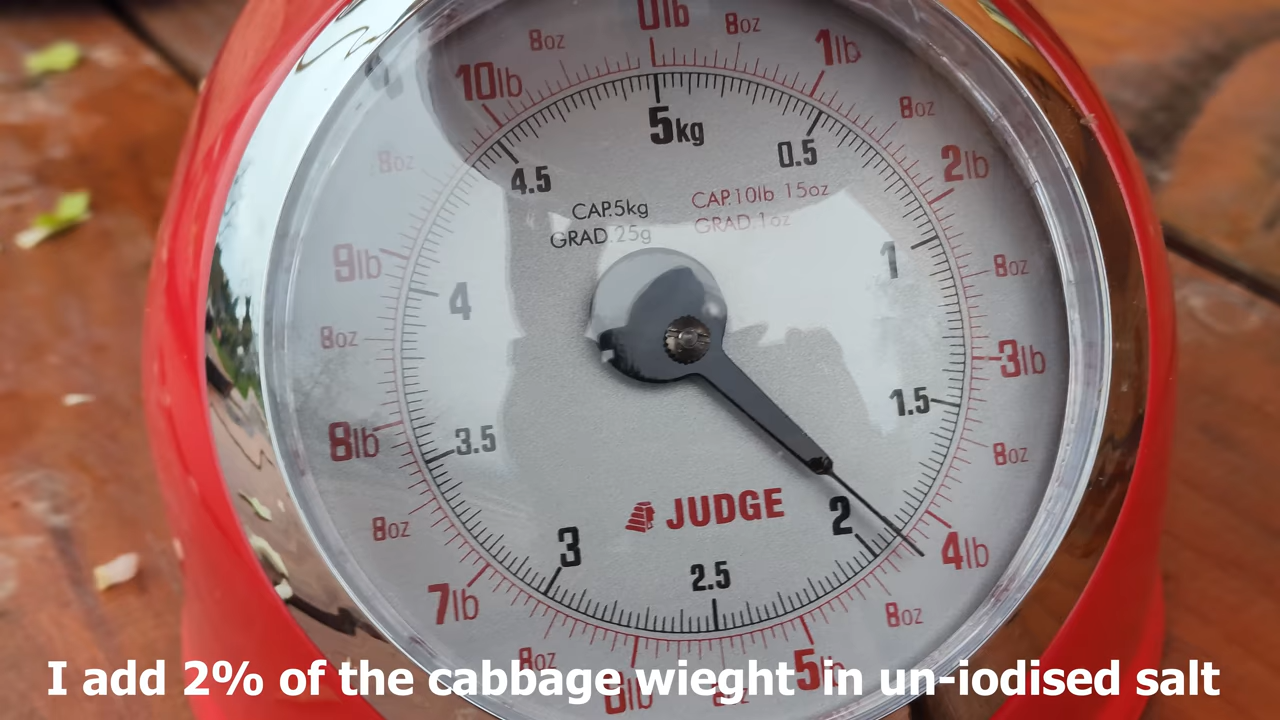 0lb
8oz
8oz
1lb
10lb
5kg
8oz
0.5
8oz
2lb
4.5
CAP.5kg
CAP.10lb 15oz
GRAD.25g
GRAD.1oz
1
9lb
8oz
4
8oz
3lb
1.5
8lb
3.5
8oz
JUDGE
2
8oz
3
4lb
2.5
7lb
8oz
8oz
5lb
6lb
8oz
I add 2% of the cabbage wieght in un-iodised salt